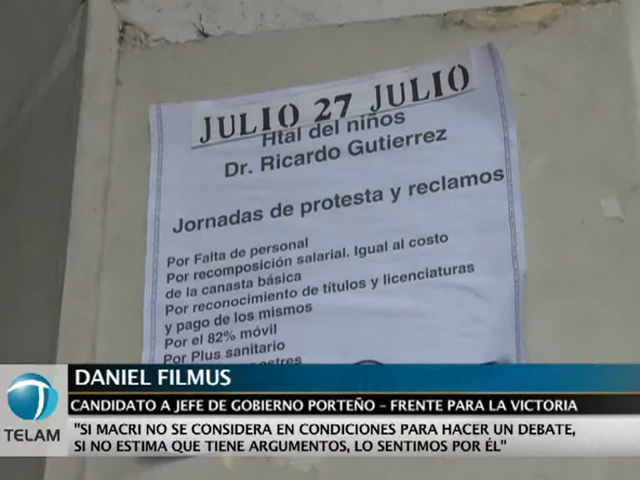 JULIO 27 JULIO
Htal del niños
Dr. Ricardo Gutierrez
Jornadas de protesta y reclamos
Por Falta de personal
Por recomposición salarial. Igual al costo
de la canasta básica
Por reconocimiento de títulos y licenciaturas
y pago de los mismos
Por el 82% móvil
Por Plus sanitario
DANIEL FILMUS
CANDIDATO A JEFE DE GOBIERNO PORTEÑO - FRENTE PARA LA VICTORIA
TELAM
"SI MACRI NO SE CONSIDERA EN CONDICIONES PARA HACER UN DEBATE,
SI NO ESTIMA QUE TIENE ARGUMENTOS, LO SENTIMOS POR ÉL"